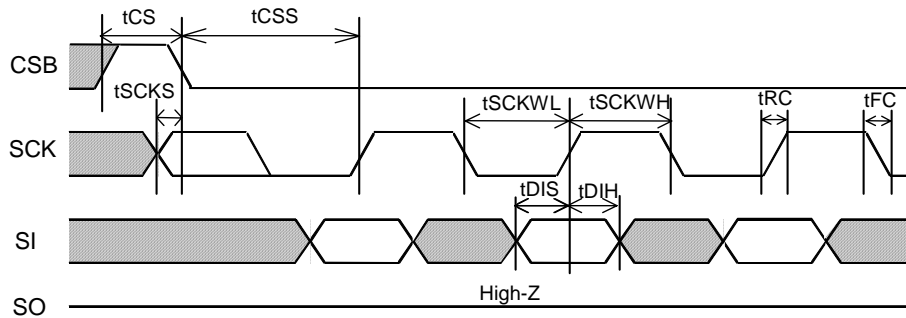 tCS tCSS
CSB
tSCKS tSCKWL tSCKWH tRC tFC
SCK
tDIS tDIH
SI
High-Z
SO